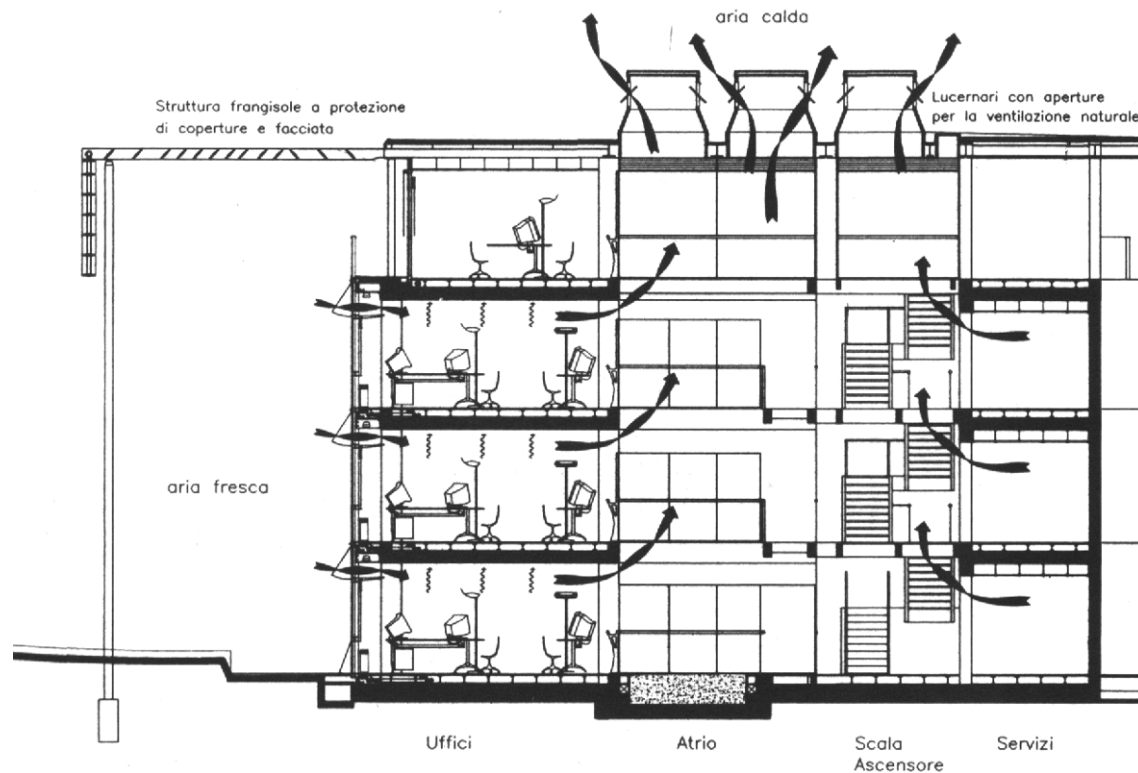 aria calda
Struttura frangisole a protezione
di coperture e facciata
Lucernari con aperture
per la ventilazione naturale
aria fresca
Uffici
Atrio
Scala
Ascensore
Servizi